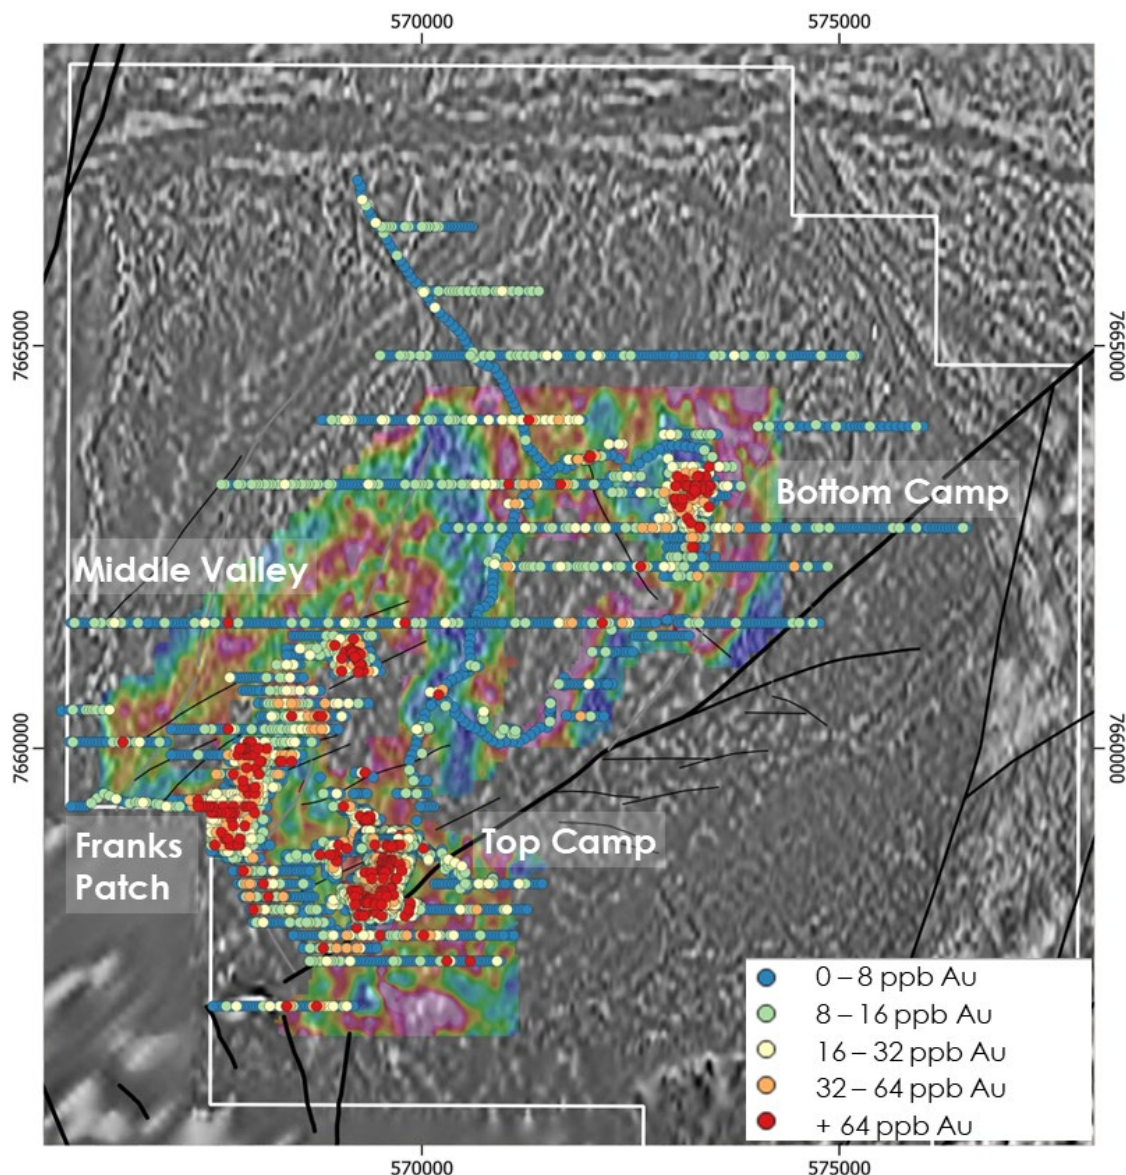 570000
575000
7665000
7665000
Bottom Camp
Middle Valley
7660000
7660000
Franks
Patch
Top Camp
0 – 8 ppb Au
8 – 16 ppb Au
16 – 32 ppb Au
32 – 64 ppb Au
+ 64 ppb Au
570000
575000